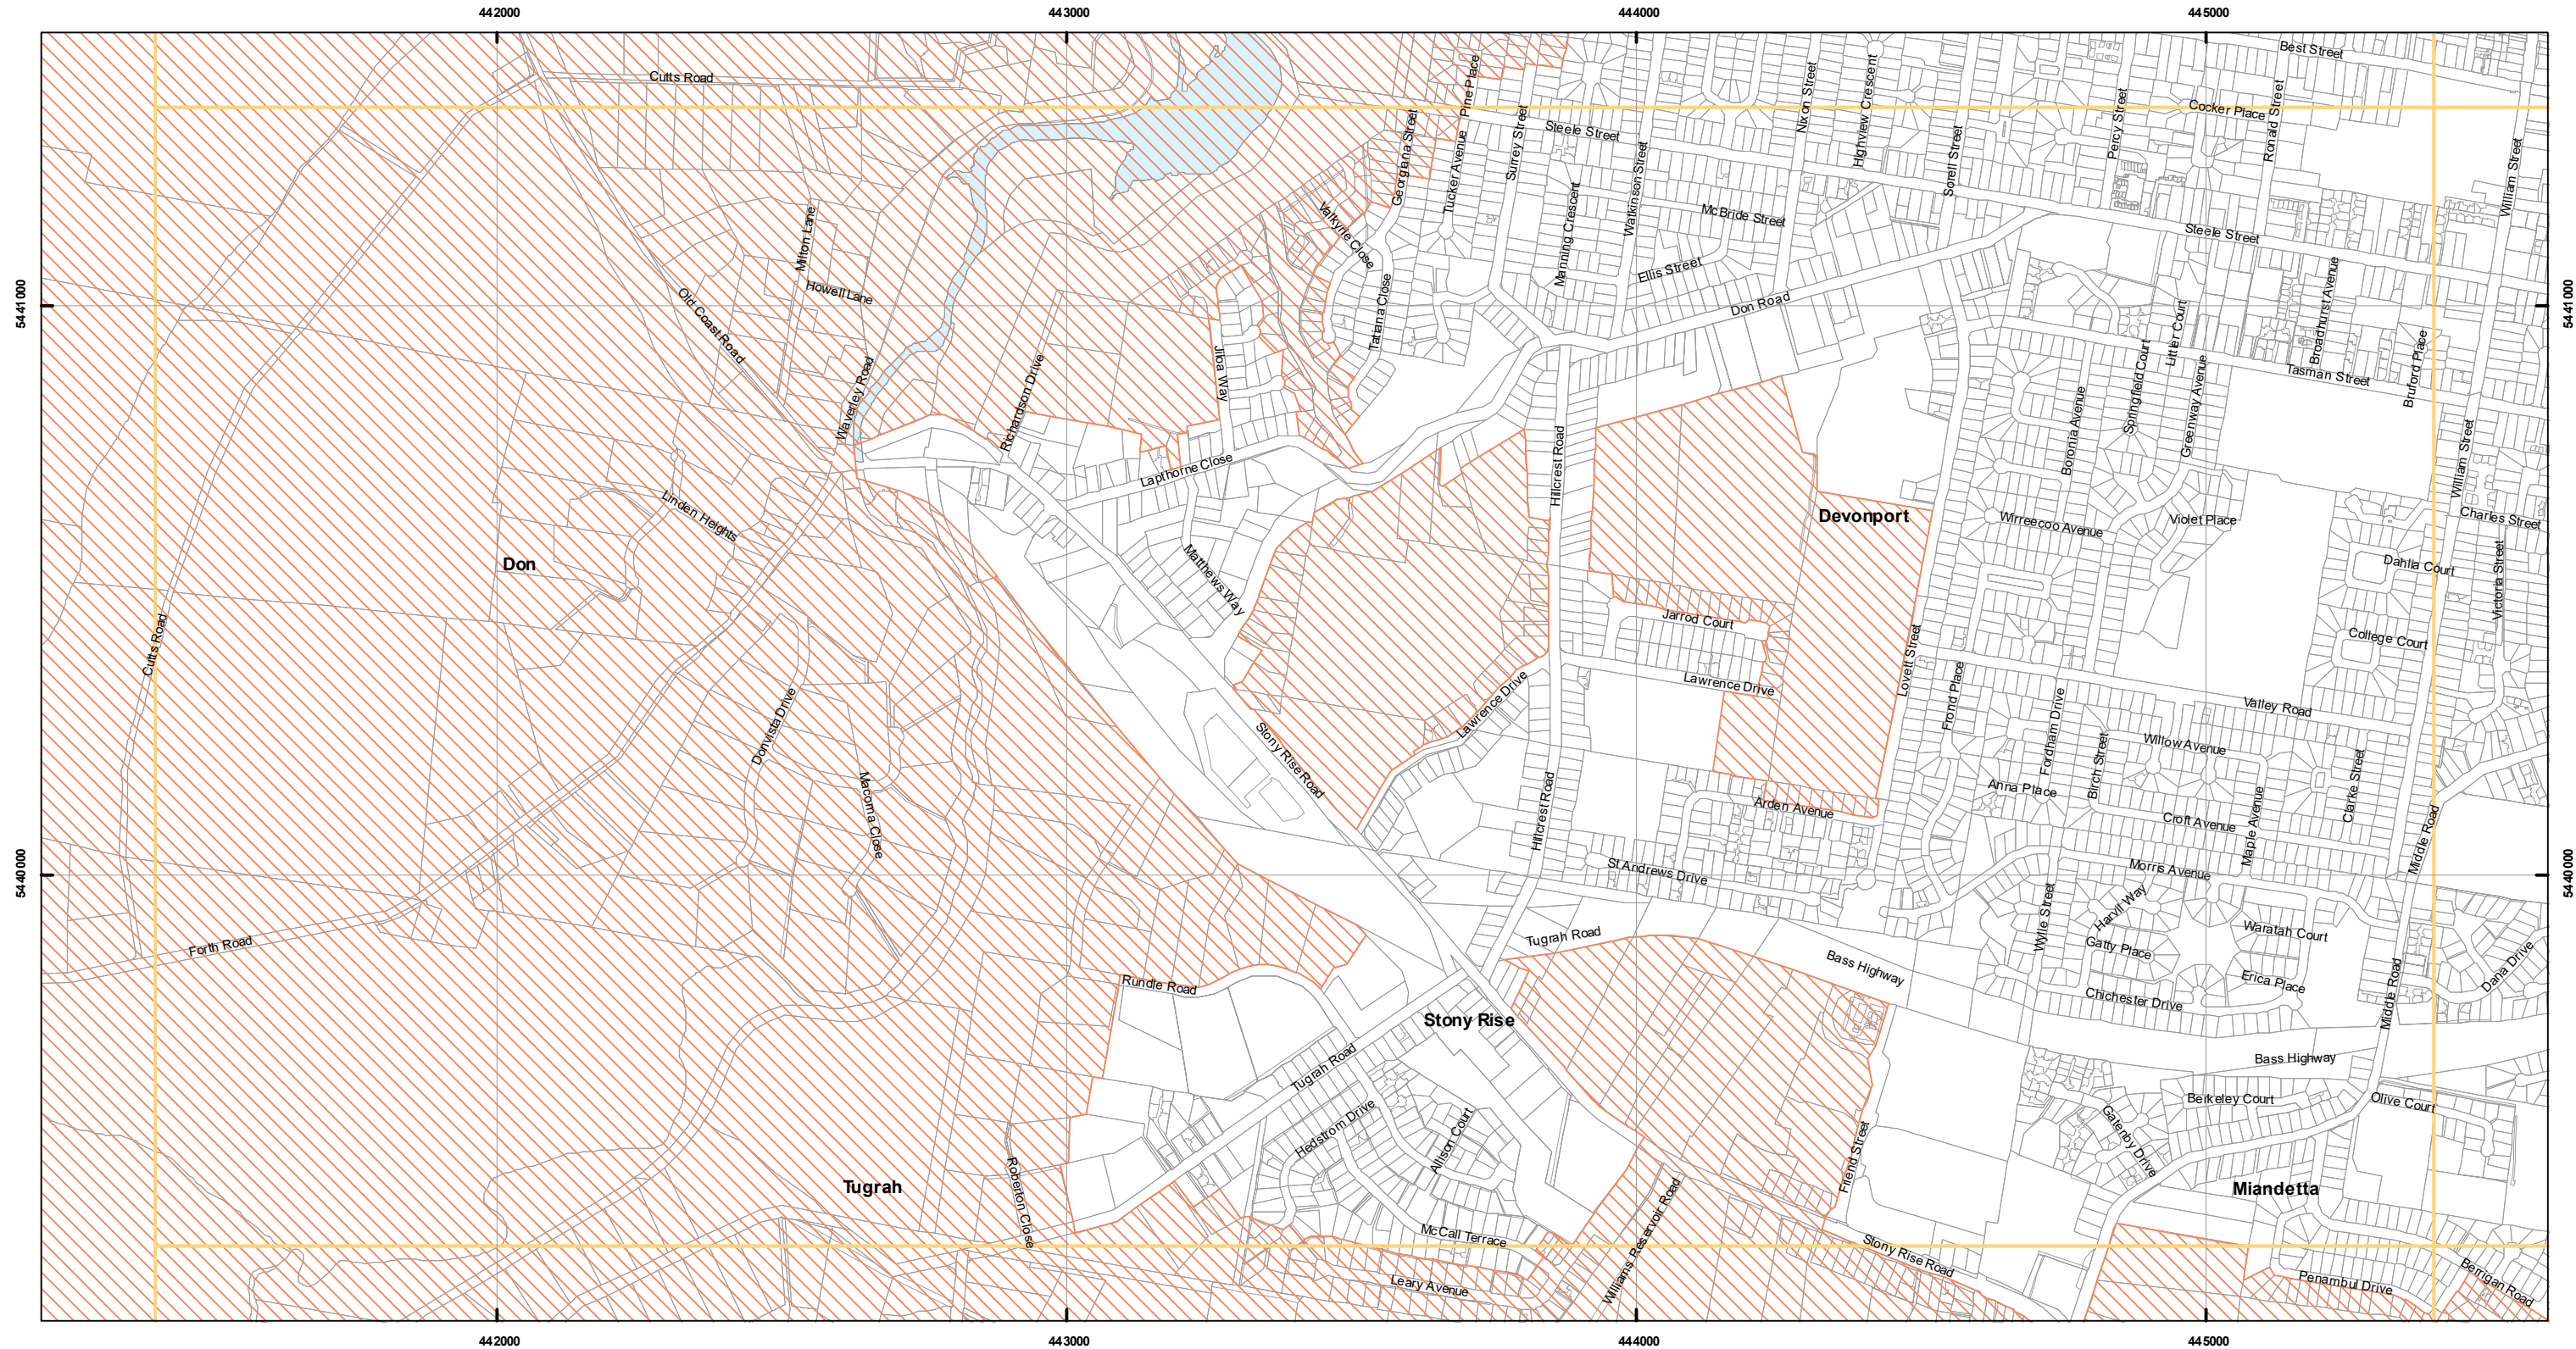 442000
443000
444000
445000
Best Street
Cutts Road
Pine Place
Nixon Street
Highview Crescent
Percy Street
Cocker Place
Ronald Street
Georgiana Street
Tucker Avenue
Surrey Street
Steele Street
Sorell Street
William Street
Watkinson Street
Manning Crescent
McBride Street
Valkyrie Close
Milton Lane
Steele Street
Ellis Street
Howell Lane
5441000
5441000
Don Road
Old Coast Road
Tatiana Close
Broadhurst Avenue
Littler Court
Springfield Court
Jiloa Way
Tasman Street
Bruford Place
Greenway Avenue
Boronia Avenue
Waverley Road
Richardson Drive
Lapthorne Close
Hillcrest Road
William Street
Linden Heights
Devonport
Wirreecoo Avenue
Violet Place
Charles Street
Don
Matthews Way
Dahlia Court
Victoria Street
Jarrod Court
College Court
Cutts Road
Lovett Street
Lawrence Drive
Lawrence Drive
Frond Place
Valley Road
Donvista Drive
Stony Rise Road
Fordham Drive
Willow Avenue
Birch Street
Clarke Street
Anna Place
Macoma Close
Hillcrest Road
Arden Avenue
Croft Avenue
Maple Avenue
Middle Road
5440000
5440000
St Andrews Drive
Morris Avenue
Harvif Way
Wylie Street
Waratah Court
Forth Road
Tugrah Road
Gatty Place
Bass Highway
Dana Drive
Erica Place
Rundle Road
Chichester Drive
Middle Road
Stony Rise
Bass Highway
Tugrah Road
Berkeley Court
Olive Court
Hedstrom Drive
Allison Court
Gatenby Drive
Friend Street
Tugrah
Roberton Close
Miandetta
McCall Terrace
Williams Reservoir Road
Stony Rise Road
Leary Avenue
Penambul Drive
Berrigan Road
442000
443000
444000
445000